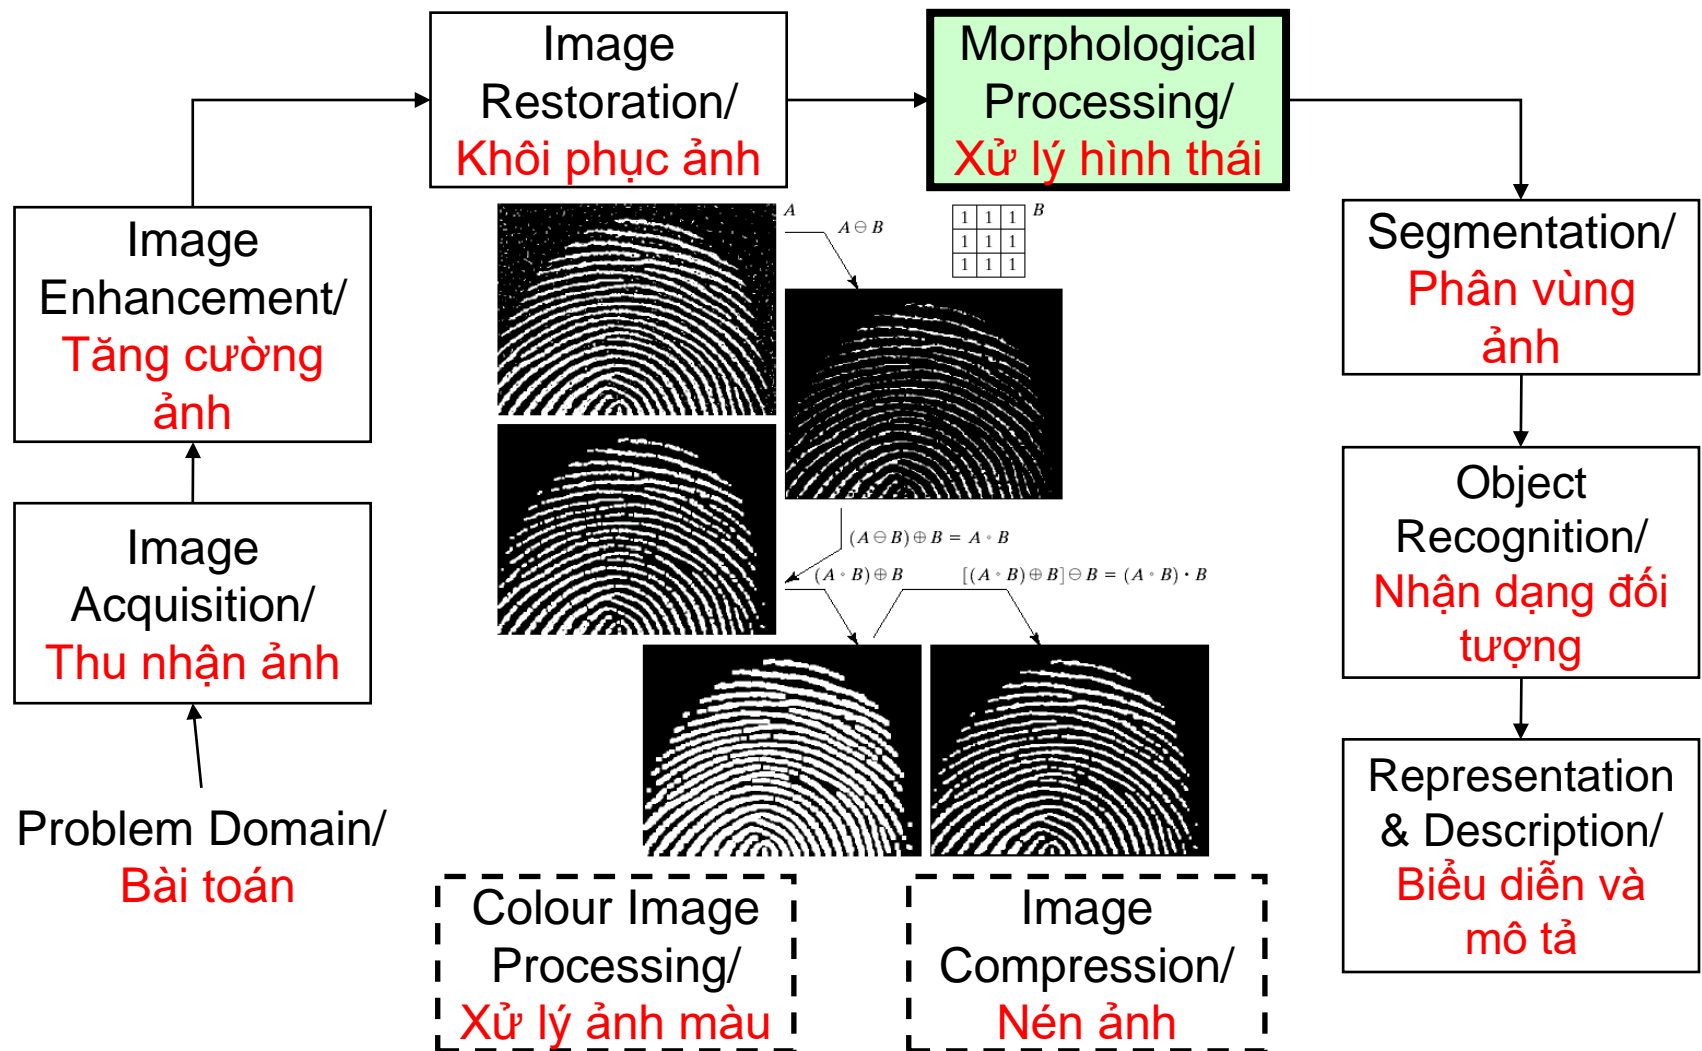 Image
Restoration/
Khôi phục ảnh
Morphological
Processing/
Xử lý hình thái
Image
Enhancement/
Tăng cường
ảnh
A
A ⊖ B
1 1 1
1 1 1
1 1 1
B
Segmentation/
Phân vùng
ảnh
Image
Acquisition/
Thu nhận ảnh
(A ⊖ B) ⊕ B = A ∘ B
(A ∘ B) ⊕ B
[(A ∘ B) ⊕ B] ⊖ B = (A ∘ B) • B
Object
Recognition/
Nhận dạng đối
tượng
Problem Domain/
Bài toán
Representation
& Description/
Biểu diễn và
mô tả
Colour Image
Processing/
Xử lý ảnh màu
Image
Compression/
Nén ảnh